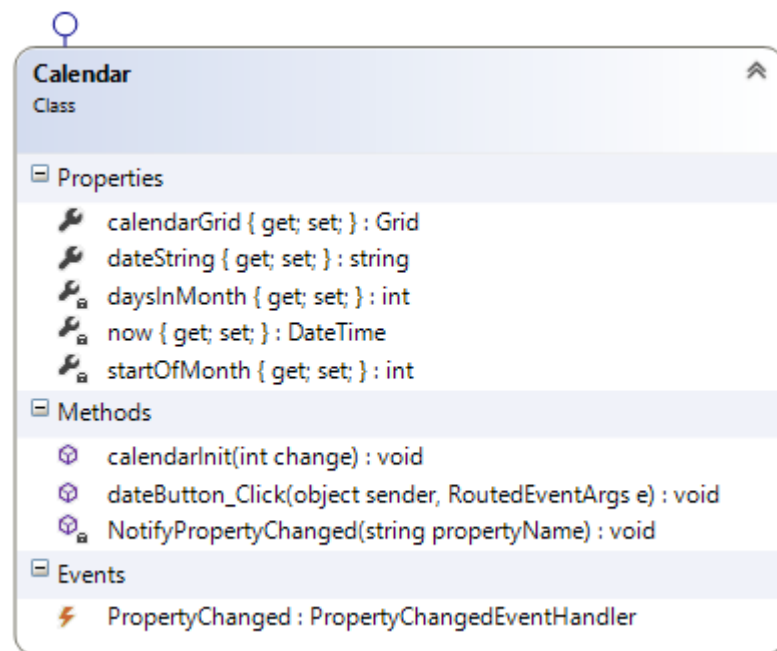 Calendar
Class
Properties
calendarGrid { get; set; } : Grid
dateString { get; set; } : string
daysInMonth { get; set; } : int
now { get; set; } : DateTime
startOfMonth { get; set; } : int
Methods
calendarInit(int change) : void
dateButton_Click(object sender, RoutedEventArgs e) : void
NotifyPropertyChanged(string propertyName) : void
Events
PropertyChanged : PropertyChangedEventHandler